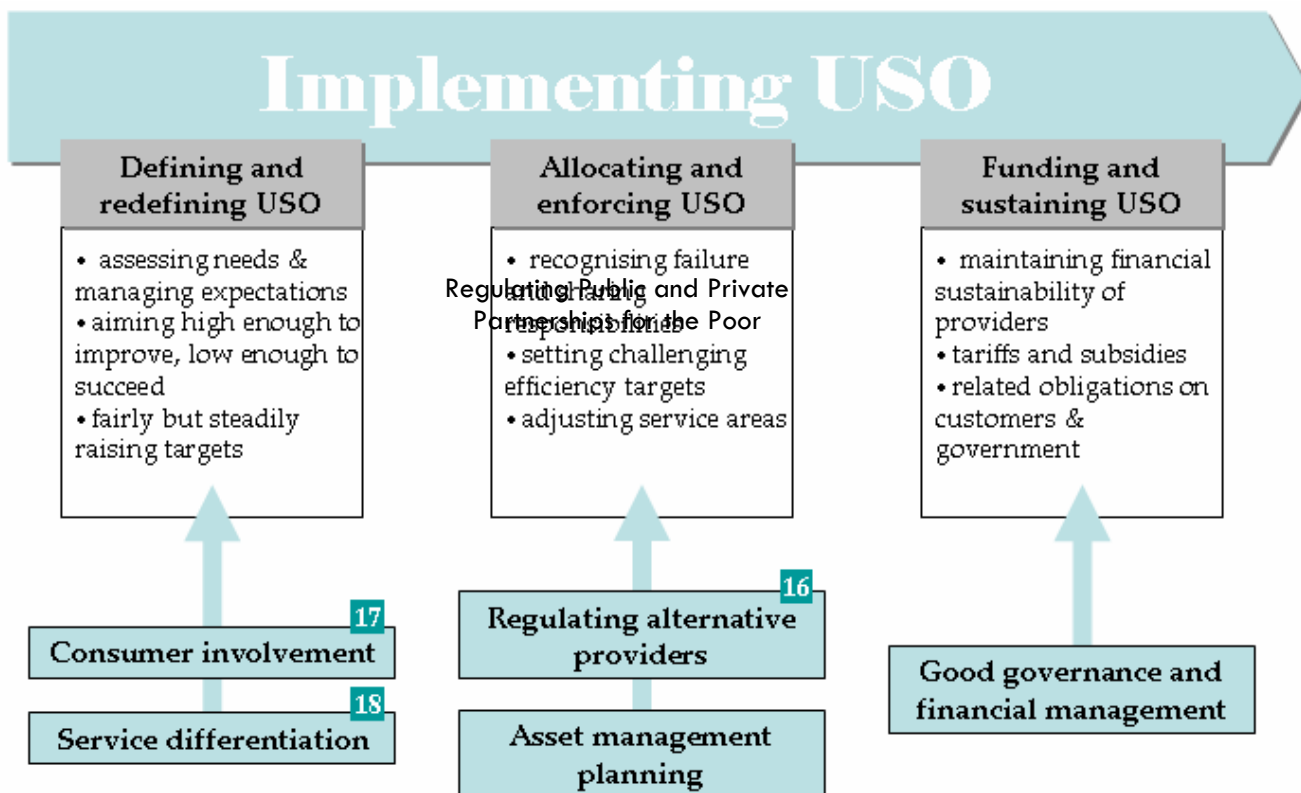 Implementing USO
Defining and
redefining USO
• assessing needs &
managing expectations
• aiming high enough to
improve, low enough to
succeed
• fairly but steadily
raising targets
17
Consumer involvement
18
Service differentiation
Allocating and
enforcing USO
• recognising failure
and sharing
responsibilities
• setting challenging
efficiency targets
• adjusting service areas
Regulating Public and Private
Partnerships for the Poor
16
Regulating alternative
providers
Asset management
planning
Funding and
sustaining USO
• maintaining financial
sustainability of
providers
• tariffs and subsidies
• related obligations on
customers &
government
Good governance and
financial management